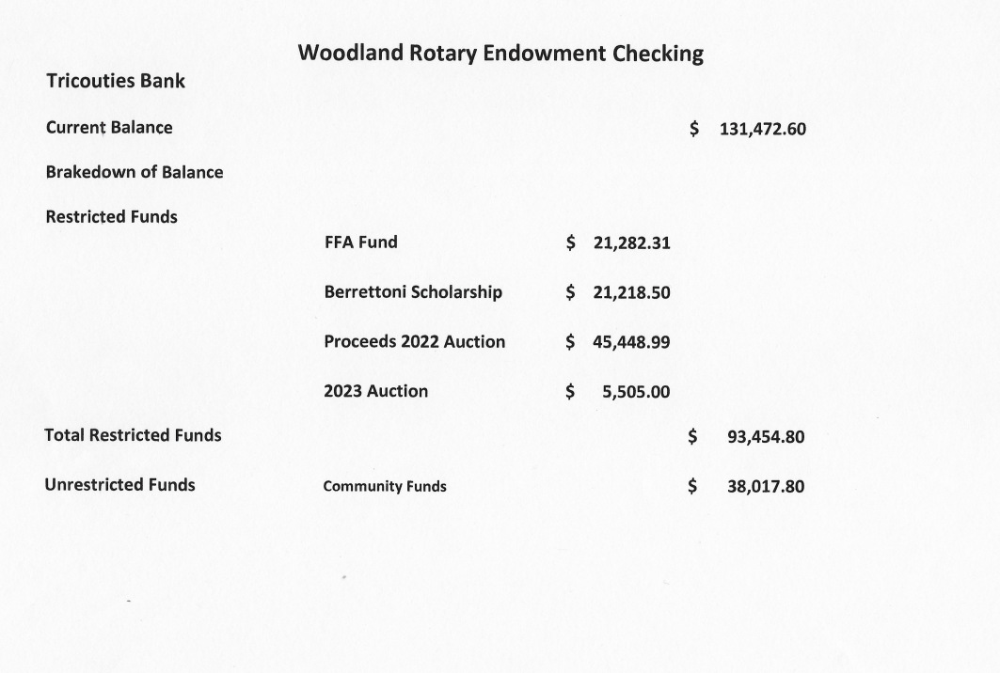 Woodland Rotary Endowment Checking
Tricouties Bank
Current Balance $ 131,472.60
Brakedown of Balance
Restricted Funds
FFA Fund $ 21,282.31
Berrettoni Scholarship $ 21,218.50
Proceeds 2022 Auction $ 45,448.99
2023 Auction $ 5,505.00
Total Restricted Funds $ 93,454.80
Unrestricted Funds Community Funds $ 38,017.80